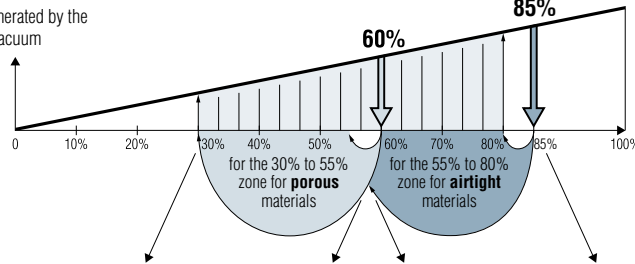 85%
nerated by the
acuum
60%
0 10% 20% 30% 40% 50% 60% 70% 80% 85% 100%
for the 30% to 55%
zone for porous
materials
for the 55% to 80%
zone for airtight
materials